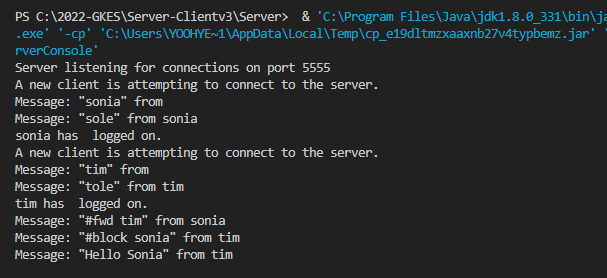 PS C:\2022-GKES\Server-Clientv3\Server>  & 'C:\Program Files\Java\jdk1.8.0_331\bin\ja
.exe' '-cp' 'C:\Users\YOOHYE~1\AppData\Local\Temp\cp_e19dltmzxaaxnb27v4typbemz.jar' '
rverConsole'
Server listening for connections on port 5555
A new client is attempting to connect to the server.
Message: "sonia" from
Message: "sole" from sonia
sonia has  logged on.
A new client is attempting to connect to the server.
Message: "tim" from
Message: "tole" from tim
tim has  logged on.
Message: "#fwd tim" from sonia
Message: "#block sonia" from tim
Message: "Hello Sonia" from tim